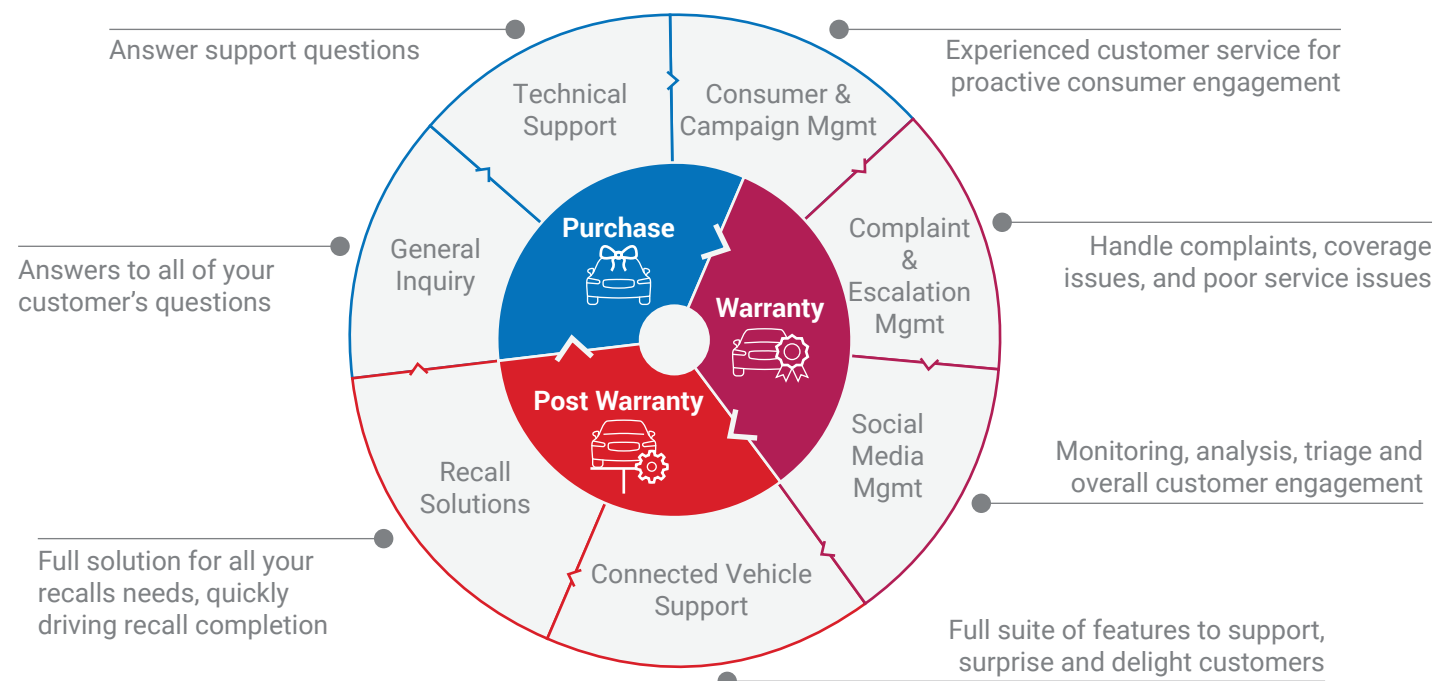 Answer support questions
Experienced customer service for
proactive consumer engagement
Technical
Support
Consumer &
Campaign Mgmt
General
Inquiry
Purchase
Complaint
&
Escalation
Mgmt
Answers to all of your
customer's questions
Handle complaints, coverage
issues, and poor service issues
Warranty
Post Warranty
Recall
Solutions
Social
Media
Mgmt
Monitoring, analysis, triage and
overall customer engagement
Full solution for all your
recalls needs, quickly
driving recall completion
Connected Vehicle
Support
Full suite of features to support,
surprise and delight customers